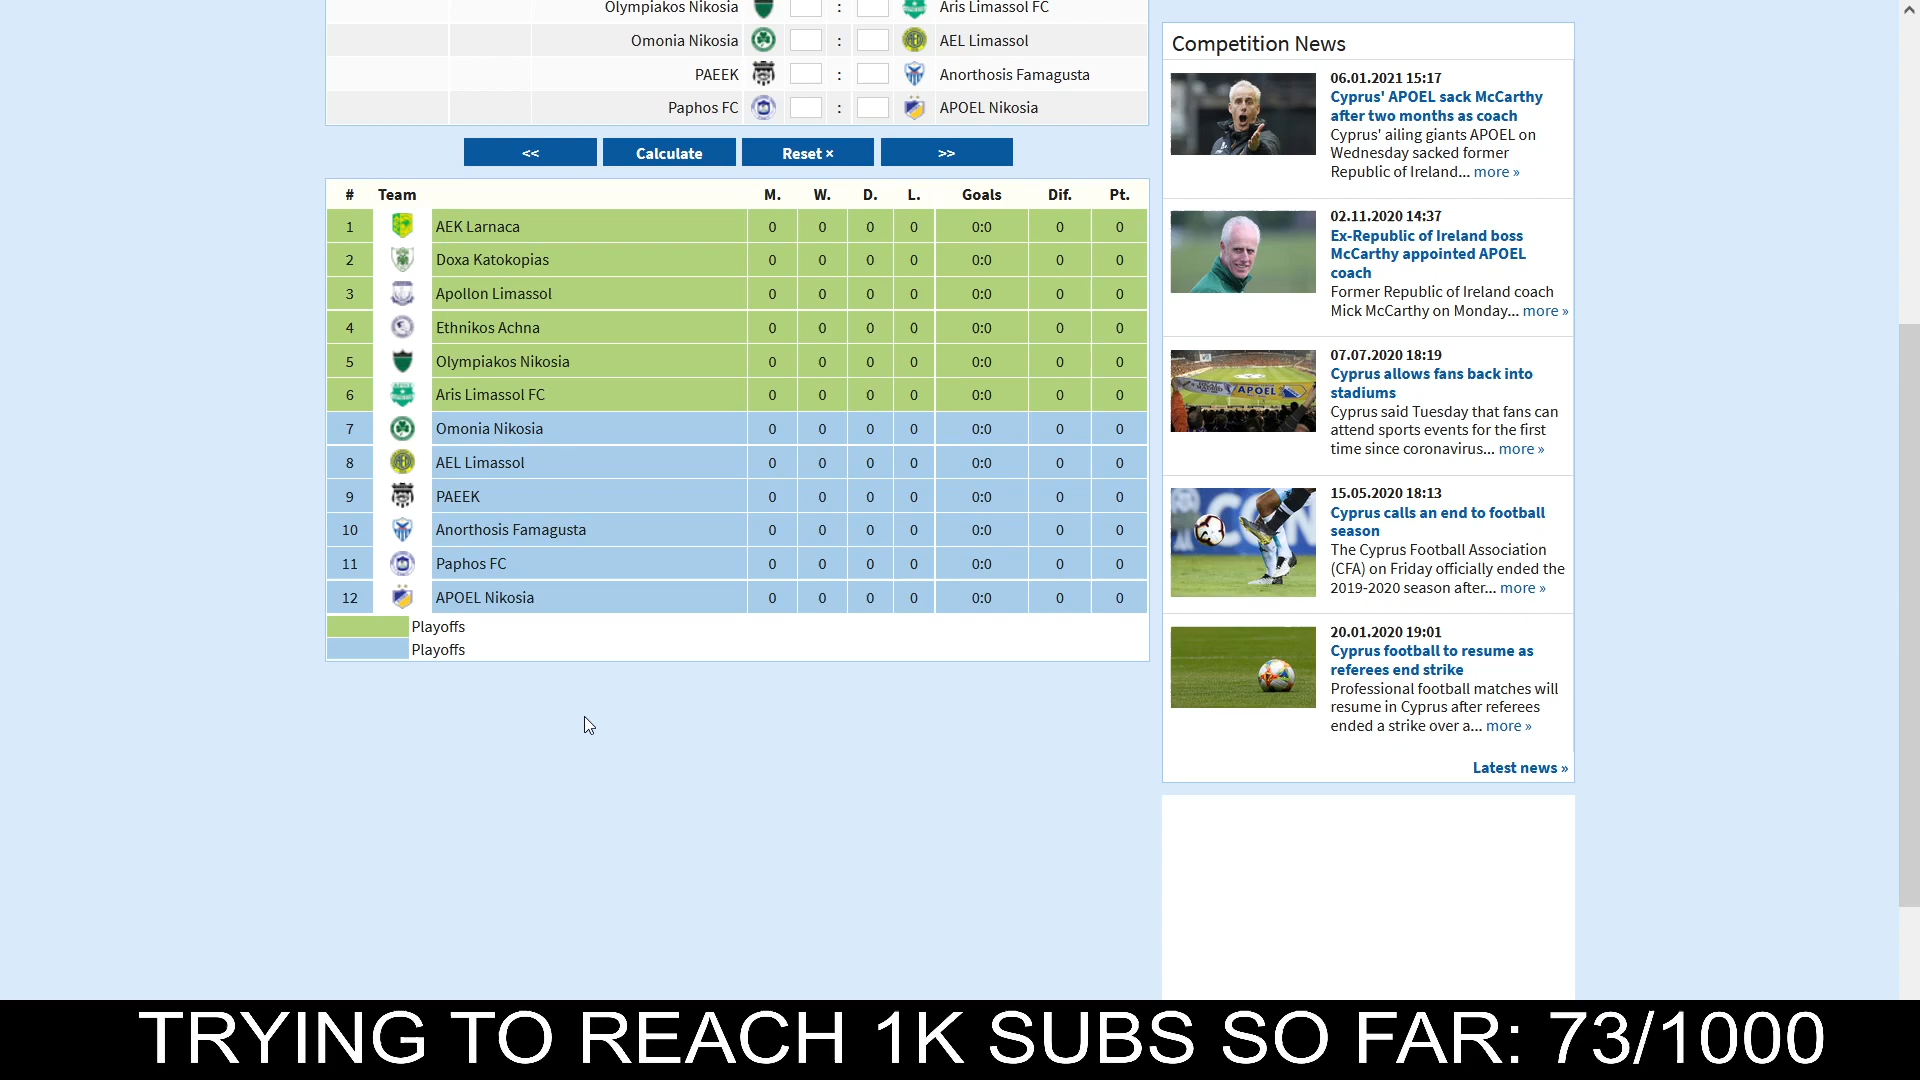 Olympiakos Nikosia : Aris Limassol FC
Omonia Nikosia : AEL Limassol
PAEEK : Anorthosis Famagusta
Paphos FC : APOEL Nikosia
<< Calculate Reset × >>
# Team M. W. D. L. Goals Dif. Pt.
1 AEK Larnaca 0 0 0 0 0:0 0 0
2 Doxa Katokopias 0 0 0 0 0:0 0 0
3 Apollon Limassol 0 0 0 0 0:0 0 0
4 Ethnikos Achna 0 0 0 0 0:0 0 0
5 Olympiakos Nikosia 0 0 0 0 0:0 0 0
6 Aris Limassol FC 0 0 0 0 0:0 0 0
7 Omonia Nikosia 0 0 0 0 0:0 0 0
8 AEL Limassol 0 0 0 0 0:0 0 0
9 PAEEK 0 0 0 0 0:0 0 0
10 Anorthosis Famagusta 0 0 0 0 0:0 0 0
11 Paphos FC 0 0 0 0 0:0 0 0
12 APOEL Nikosia 0 0 0 0 0:0 0 0
Playoffs
Playoffs
Competition News
06.01.2021 15:17
Cyprus' APOEL sack McCarthy
after two months as coach
Cyprus' ailing giants APOEL on
Wednesday sacked former
Republic of Ireland... more »
02.11.2020 14:37
Ex-Republic of Ireland boss
McCarthy appointed APOEL
coach
Former Republic of Ireland coach
Mick McCarthy on Monday... more »
07.07.2020 18:19
Cyprus allows fans back into
stadiums
Cyprus said Tuesday that fans can
attend sports events for the first
time since coronavirus... more »
15.05.2020 18:13
Cyprus calls an end to football
season
The Cyprus Football Association
(CFA) on Friday officially ended the
2019-2020 season after... more »
20.01.2020 19:01
Cyprus football to resume as
referees end strike
Professional football matches will
resume in Cyprus after referees
ended a strike over a... more »
Latest news »
APOEL
TRYING TO REACH 1K SUBS SO FAR: 73/1000